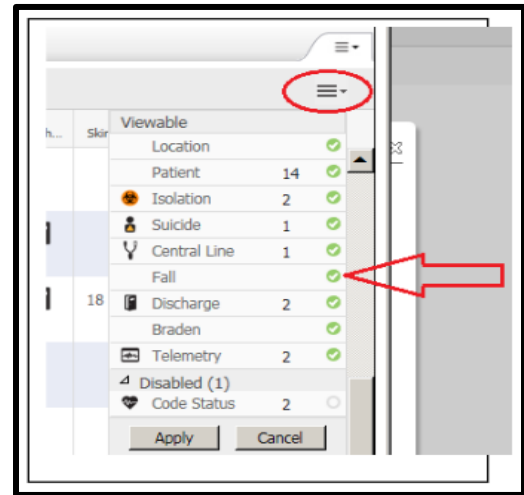 h...
Viewable
Location
Patient 14
Isolation 2
Suicide 1
Central Line 1
Fall
18
Discharge 2
Braden
Telemetry 2
Disabled (1)
Code Status 2
Apply Cancel